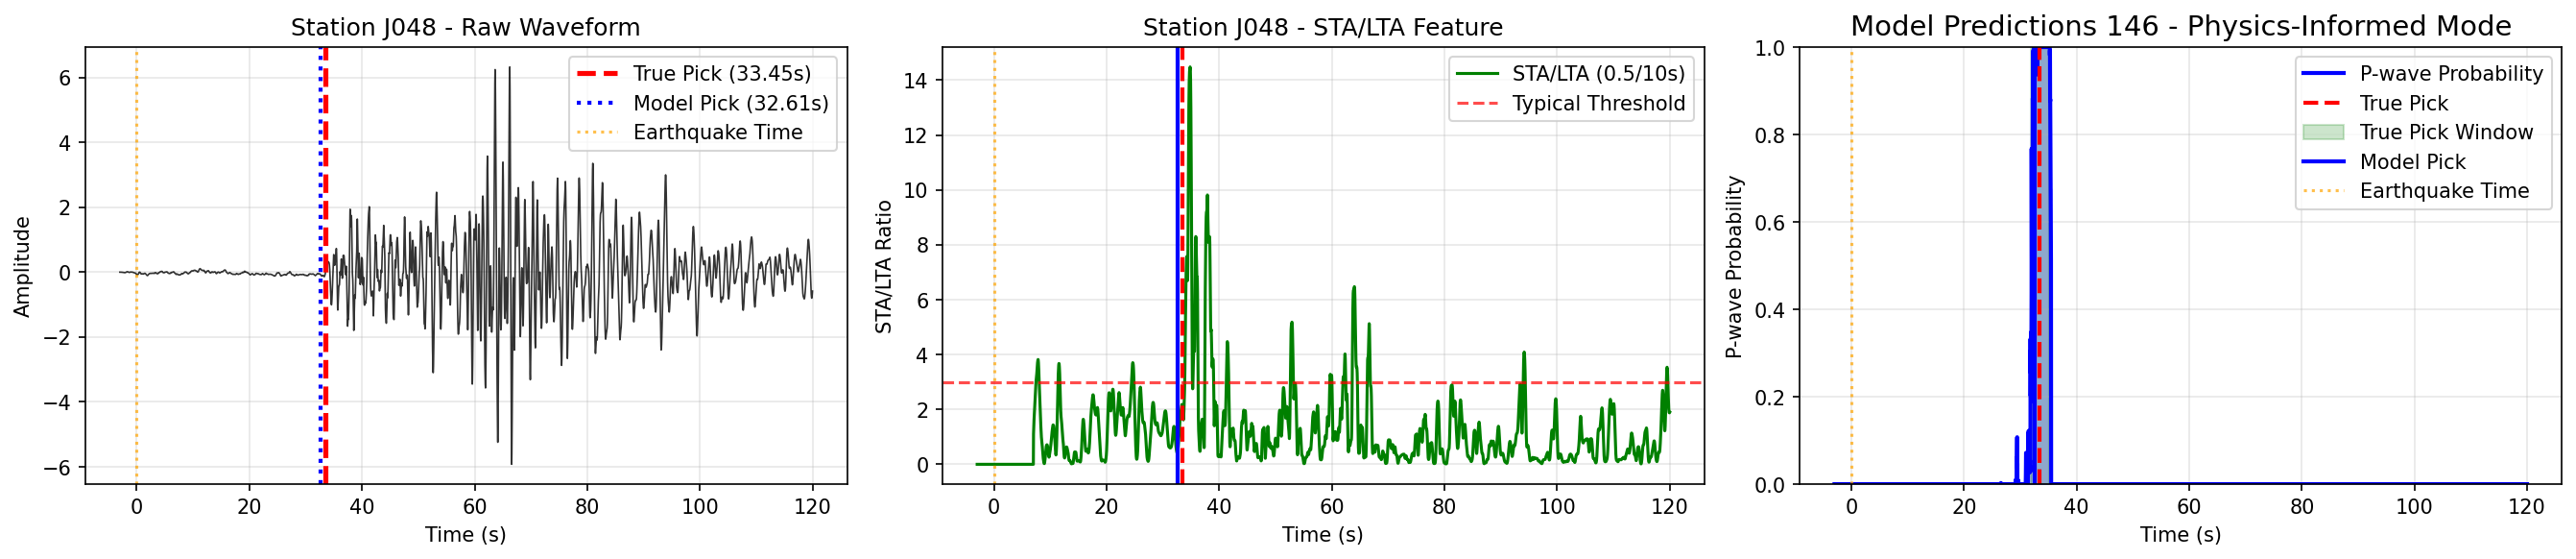 Station J048 - Raw Waveform
True Pick (33.45s)
Model Pick (32.61s)
Earthquake Time
Amplitude
6
4
2
0
−2
−4
−6
0
20
40
60
80
100
120
Time (s)
Station J048 - STA/LTA Feature
STA/LTA (0.5/10s)
Typical Threshold
STA/LTA Ratio
14
12
10
8
6
4
2
0
0
20
40
60
80
100
120
Time (s)
Model Predictions 146 - Physics-Informed Mode
P-wave Probability
True Pick
True Pick Window
Model Pick
Earthquake Time
P-wave Probability
1.0
0.8
0.6
0.4
0.2
0.0
0
20
40
60
80
100
120
Time (s)